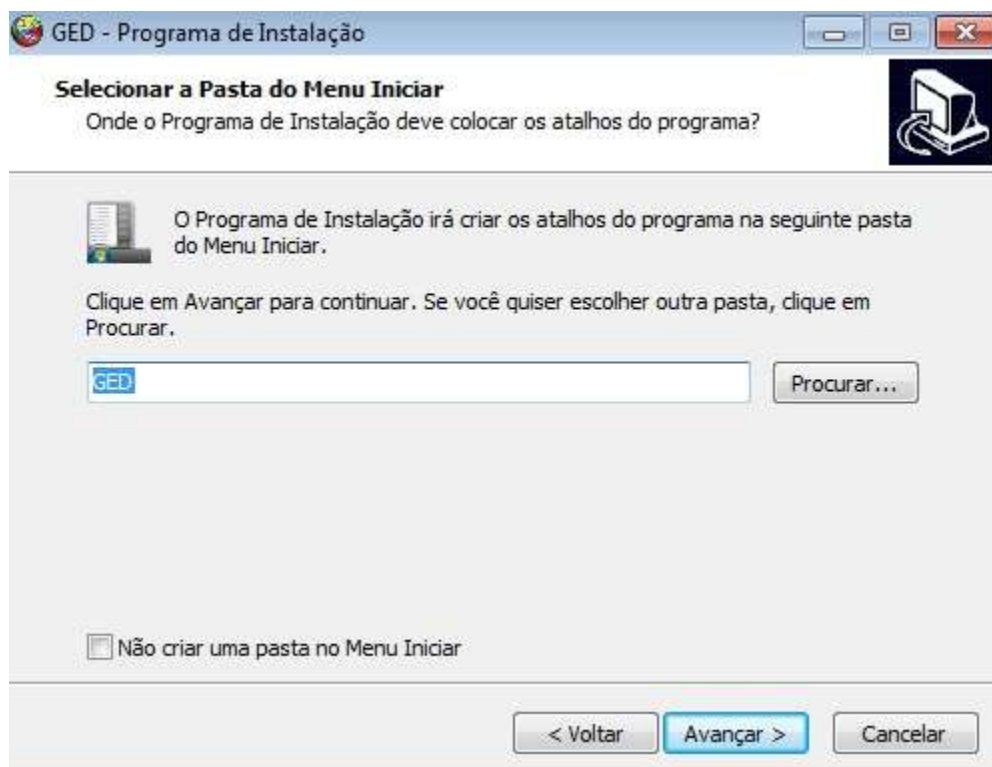 GED - Programa de Instalação
Selecionar a Pasta do Menu Iniciar
Onde o Programa de Instalação deve colocar os atalhos do programa?
O Programa de Instalação irá criar os atalhos do programa na seguinte pasta
do Menu Iniciar.
Clique em Avançar para continuar. Se você quiser escolher outra pasta, clique em
Procurar.
GED
Procurar...
Não criar uma pasta no Menu Iniciar
< Voltar
Avançar >
Cancelar